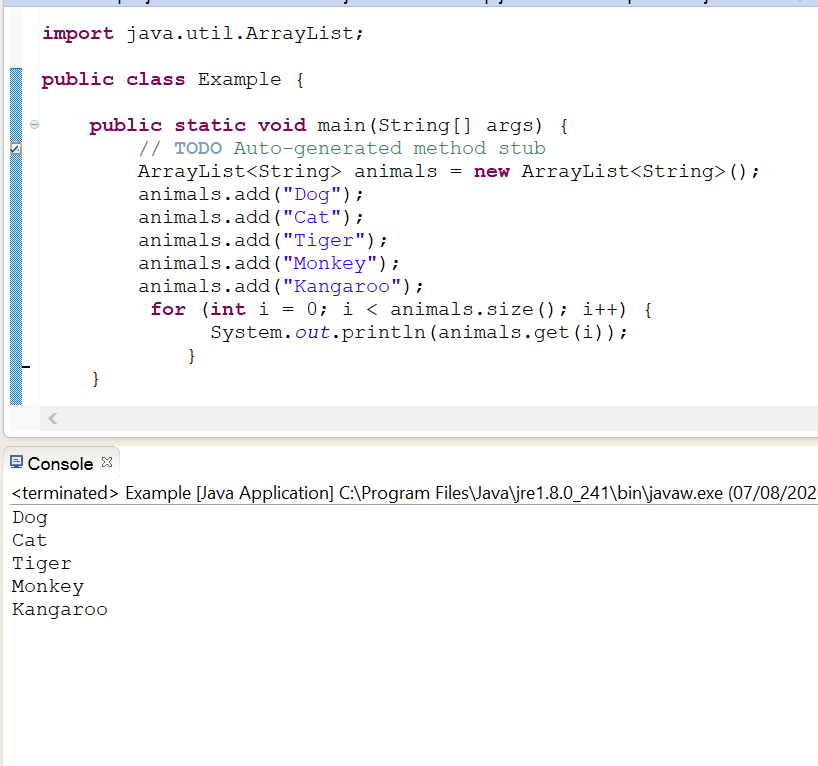 import java.util.ArrayList;
public class Example {
public static void main(String[] args) {
// TODO Auto-generated method stub
ArrayList<String> animals = new ArrayList<String>();
animals.add("Dog");
animals.add("Cat");
animals.add("Tiger");
animals.add("Monkey");
animals.add("Kangaroo");
for (int i = 0; i < animals.size(); i++) {
System.out.println(animals.get(i));
}
}
Console
<terminated> Example [Java Application] C:\Program Files\Java\jre1.8.0_241\bin\javaw.exe (07/08/202
Dog
Cat
Tiger
Monkey
Kangaroo